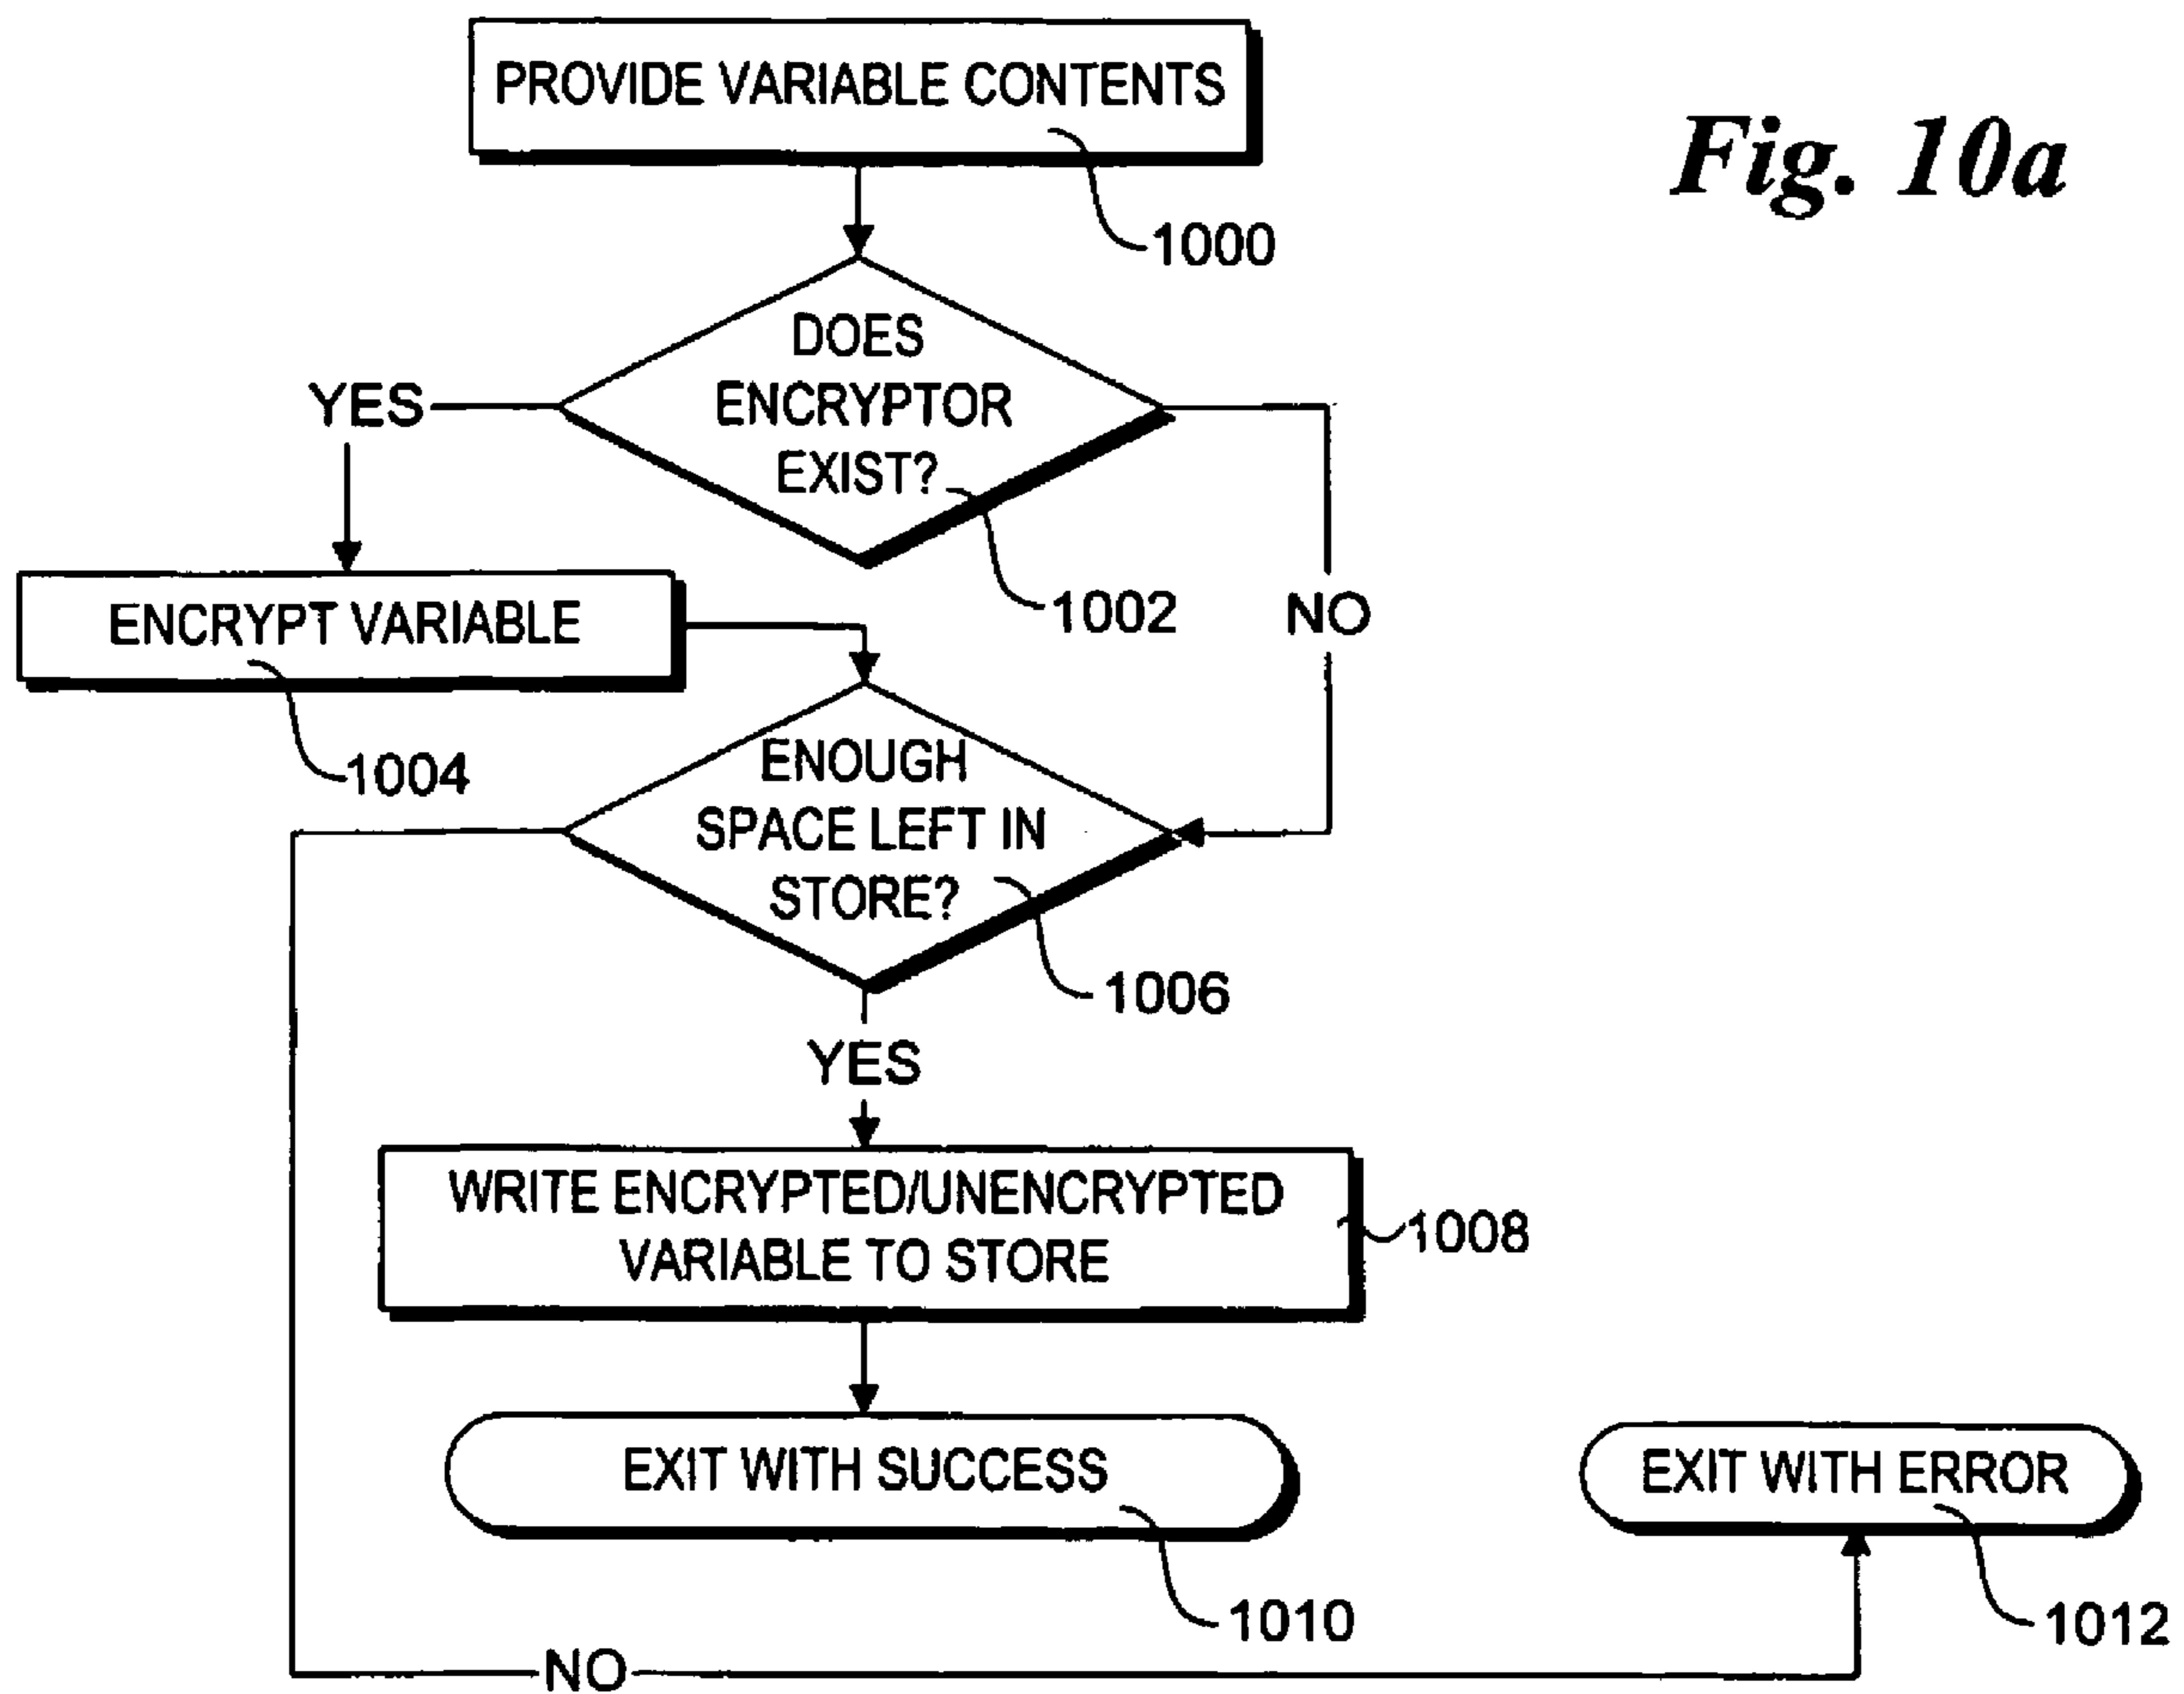 PROVIDE VARIABLE CONTENTS
Fig. 10a
1000
DOES
ENCRYPTOR
EXIST?
YES
1002
NO
ENCRYPT VARIABLE
1004
ENOUGH
SPACE LEFT IN
STORE?
1006
YES
WRITE ENCRYPTED/UNENCRYPTED
VARIABLE TO STORE
1008
EXIT WITH SUCCESS
EXIT WITH ERROR
1010
1012
NO